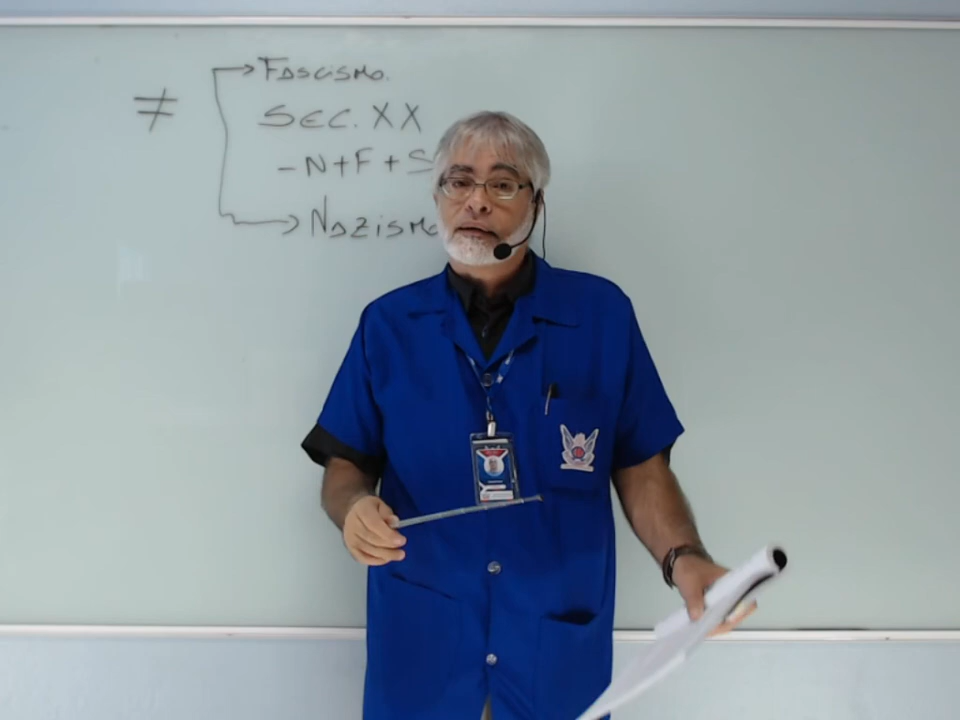 ≠ Fascismo.
SEC. XX
- N + F + S
Nazismo